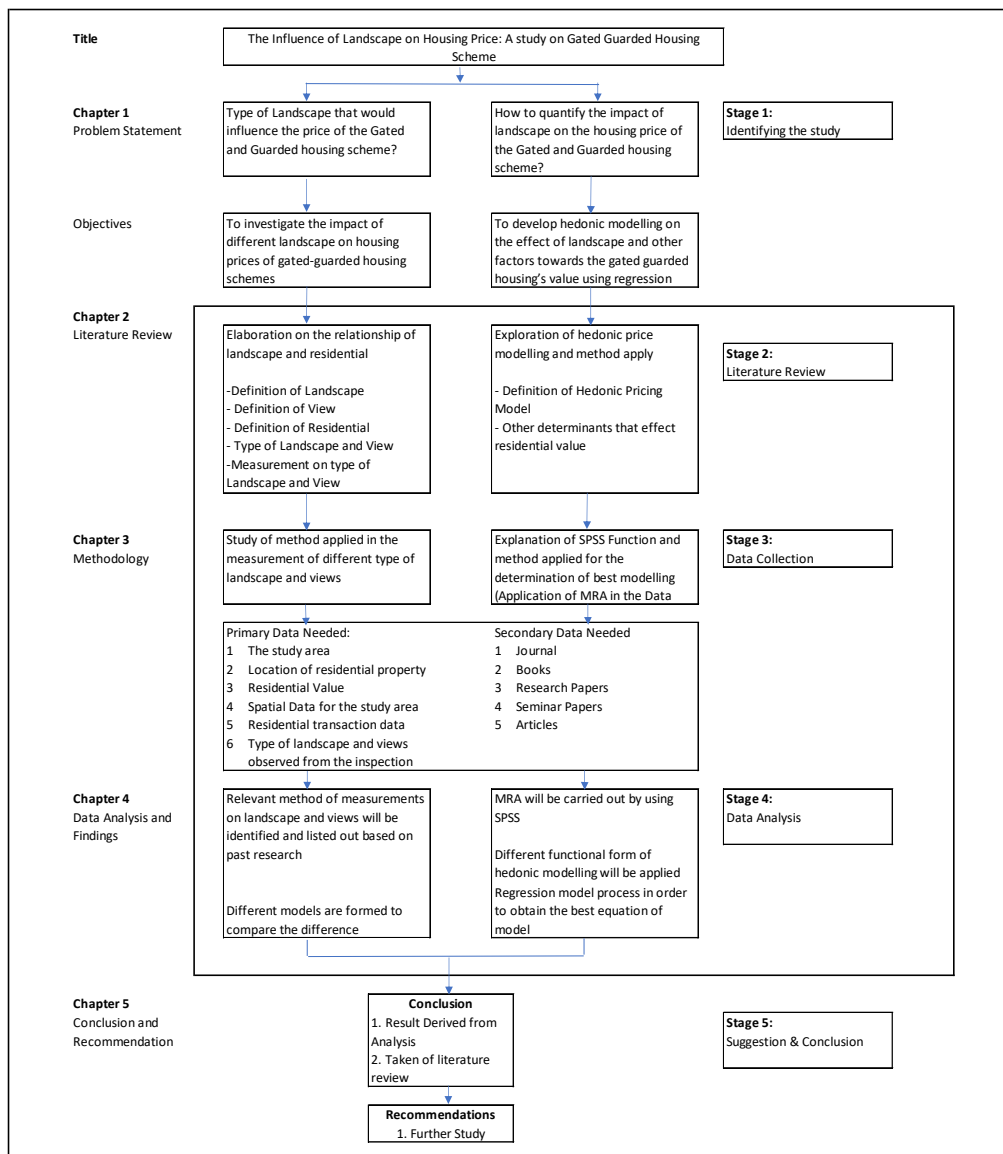 Title
The Influence of Landscape on Housing Price: A study on Gated Guarded Housing
Scheme
Chapter 1
Problem Statement
Type of Landscape that would
influence the price of the Gated
and Guarded housing scheme?
How to quantify the impact of
landscape on the housing price of
the Gated and Guarded housing
scheme?
Stage 1:
Identifying the study
Objectives
To investigate the impact of
different landscape on housing
prices of gated-guarded housing
schemes
To develop hedonic modelling on
the effect of landscape and other
factors towards the gated guarded
housing's value using regression
Chapter 2
Literature Review
Elaboration on the relationship of
landscape and residential
-Definition of Landscape
- Definition of View
- Definition of Residential
- Type of Landscape and View
-Measurement on type of
Landscape and View
Exploration of hedonic price
modelling and method apply
- Definition of Hedonic Pricing
Model
- Other determinants that effect
residential value
Stage 2:
Literature Review
Chapter 3
Methodology
Study of method applied in the
measurement of different type of
landscape and views
Explanation of SPSS Function and
method applied for the
determination of best modelling
(Application of MRA in the Data
Stage 3:
Data Collection
Primary Data Needed:
1 The study area
2 Location of residential property
3 Residential Value
4 Spatial Data for the study area
5 Residential transaction data
6 Type of landscape and views
observed from the inspection
Secondary Data Needed
1 Journal
2 Books
3 Research Papers
4 Seminar Papers
5 Articles
Chapter 4
Data Analysis and
Findings
Relevant method of measurements
on landscape and views will be
identified and listed out based on
past research
Different models are formed to
compare the difference
MRA will be carried out by using
SPSS
Different functional form of
hedonic modelling will be applied
Regression model process in order
to obtain the best equation of
model
Stage 4:
Data Analysis
Chapter 5
Conclusion and
Recommendation
Conclusion
1. Result Derived from
Analysis
2. Taken of literature
review
Stage 5:
Suggestion & Conclusion
Recommendations
1. Further Study